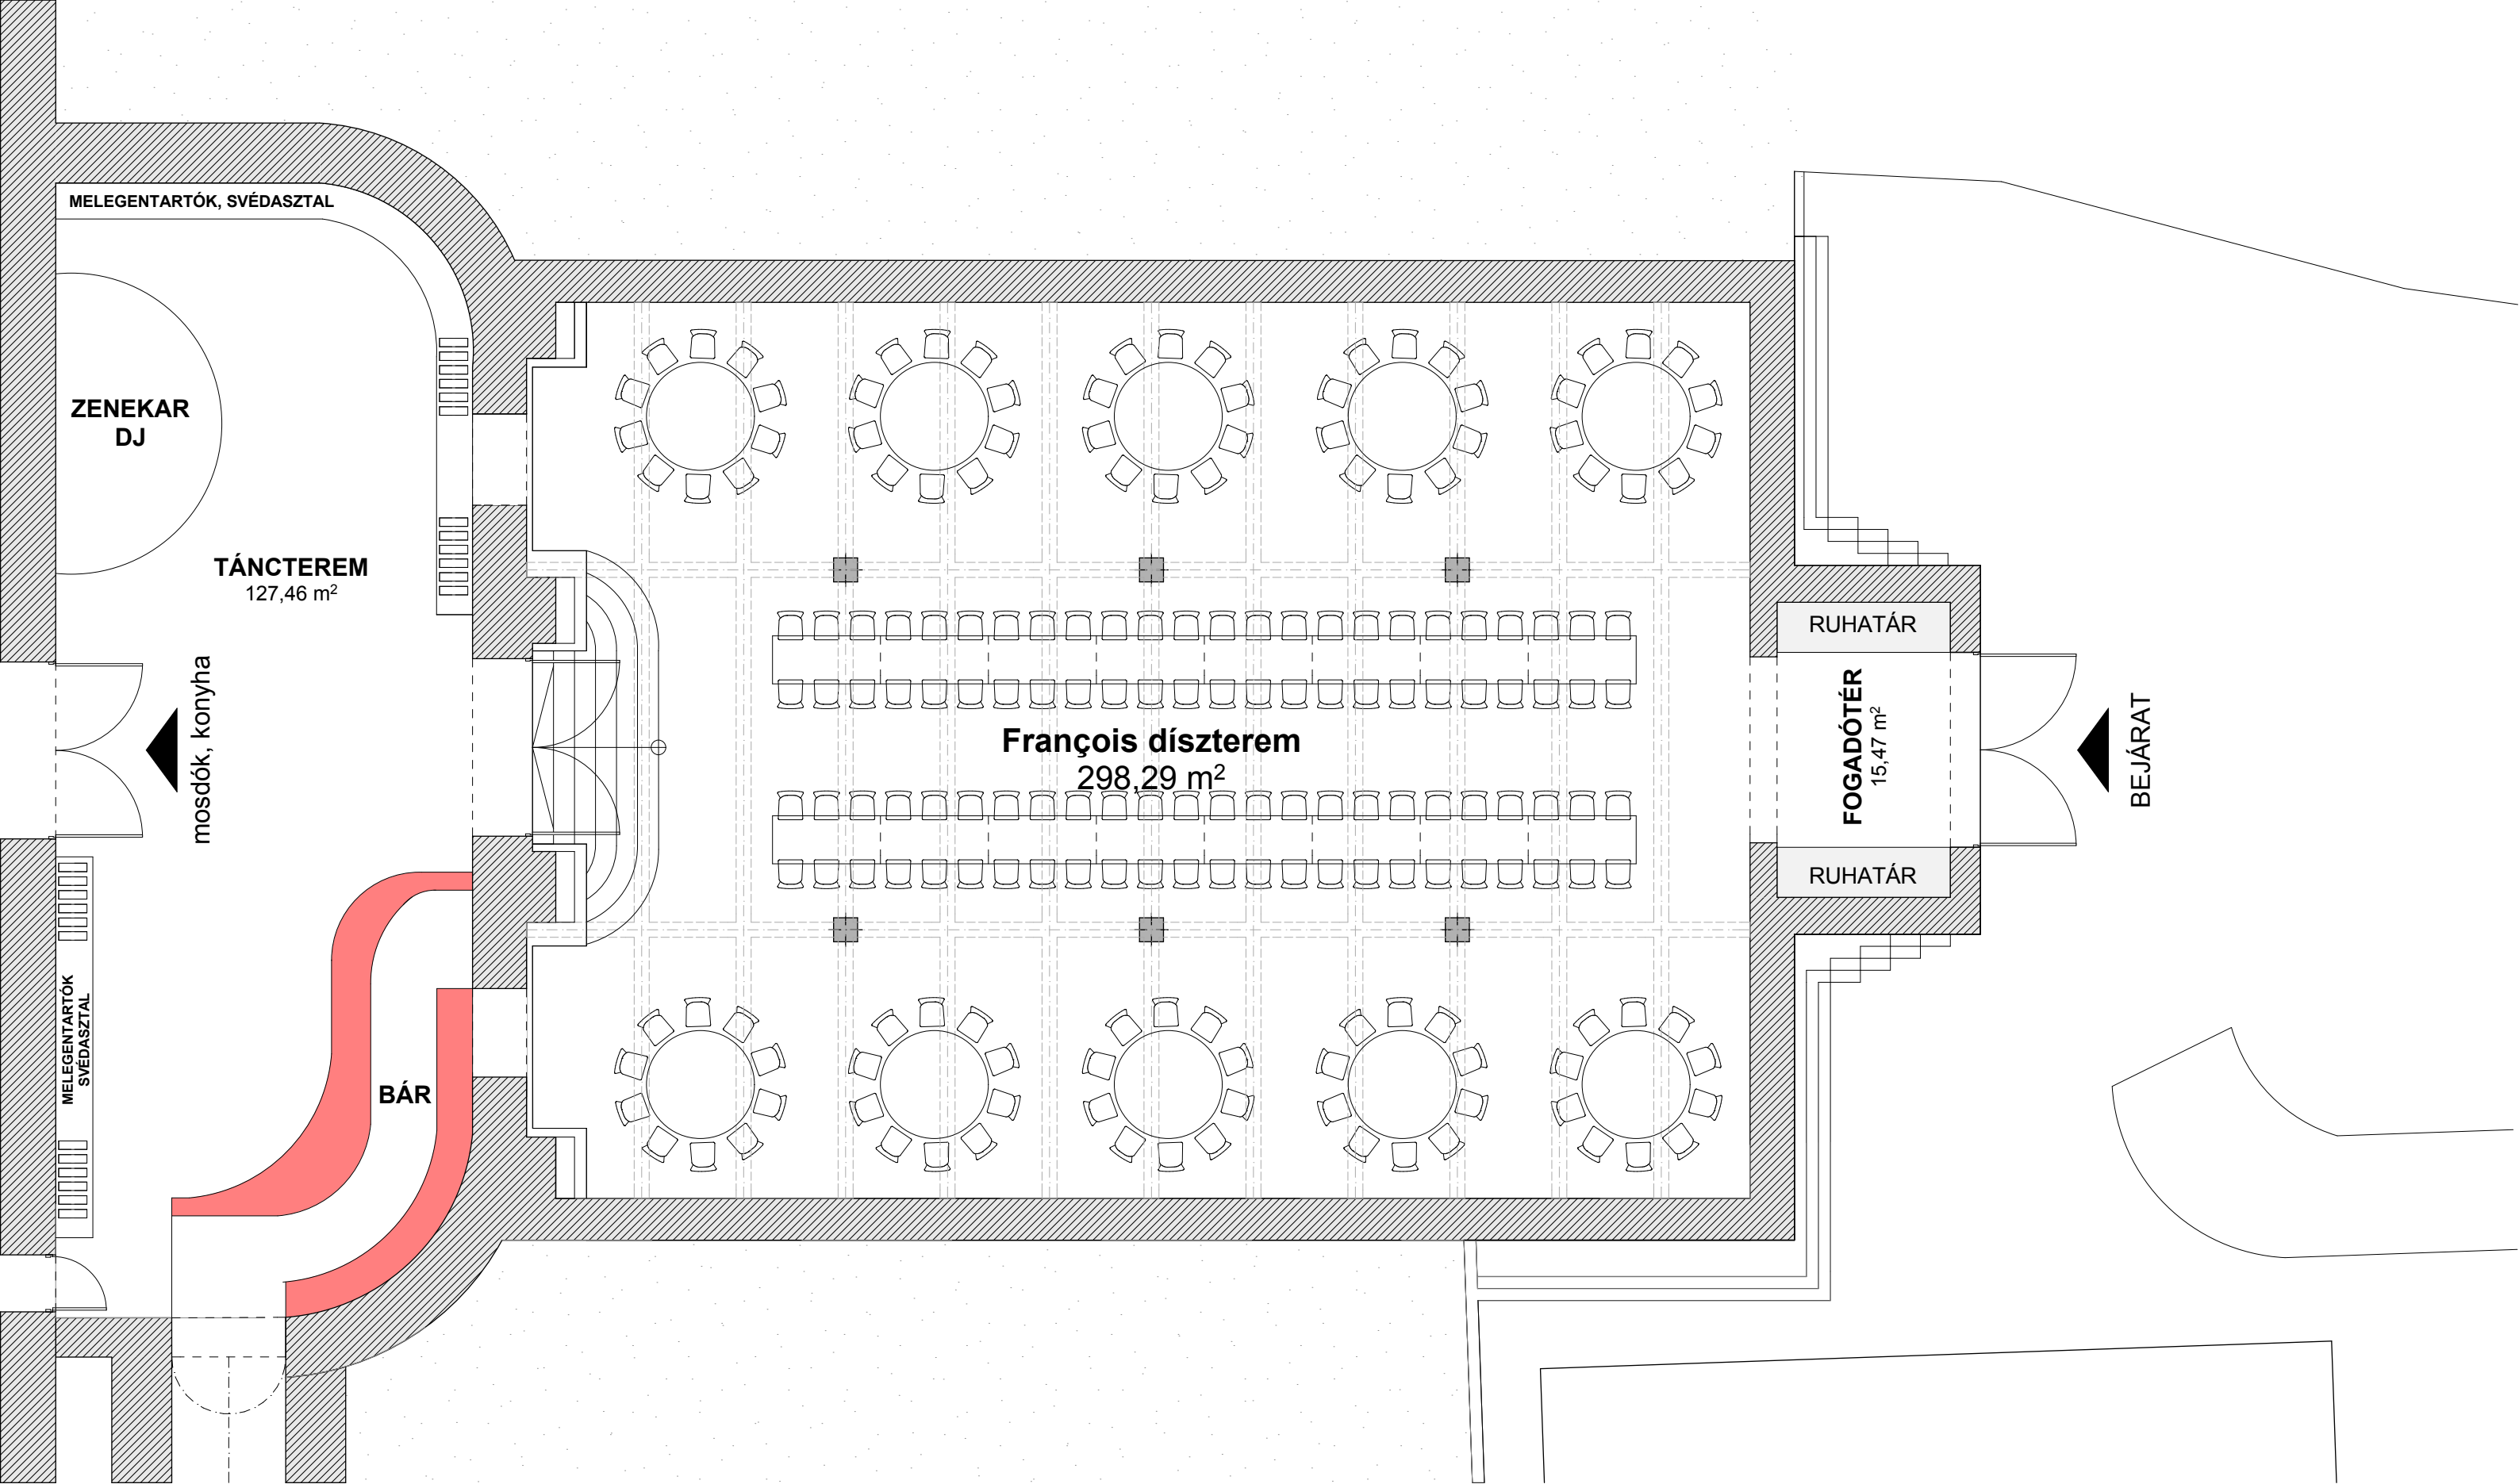 MELEGENTARTÓK, SVÉDASZTAL
ZENEKAR
DJ
TÁNCTEREM
127,46 m²
mosdók, konyha
MELEGENTARTÓK
SVÉDASZTAL
BÁR
François díszterem
298,29 m²
RUHATÁR
FOGADÓTÉR
15,47 m²
RUHATÁR
BEJÁRAT